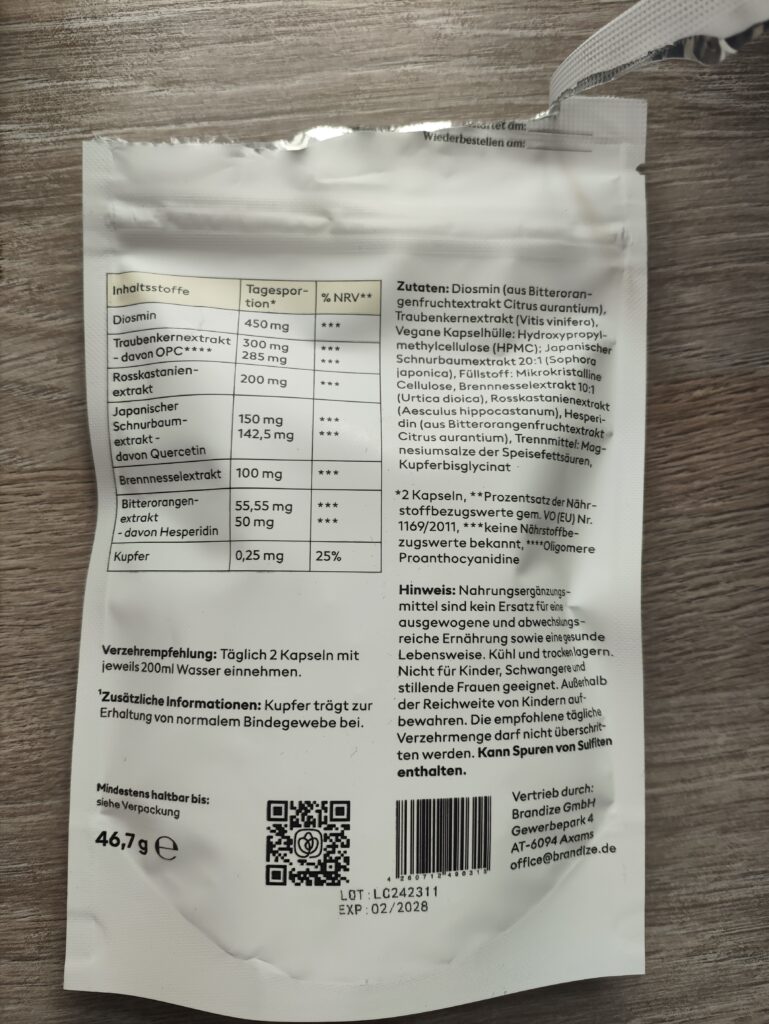 tet am:
Wiederbestellen am:
Inhaltsstoffe Tagespor-
tion* % NRV**
Diosmin 450 mg ***
Traubenkernextrakt 300 mg ***
- davon OPC**** 285 mg ***
Rosskastanien-
extrakt 200 mg ***
Japanischer
Schnurbaum- 150 mg ***
extrakt - 142,5 mg ***
davon Quercetin
Brennnesselextrakt 100 mg ***
Bitterorangen- 55,55 mg ***
extrakt 50 mg ***
- davon Hesperidin
Kupfer 0,25 mg 25%
Verzehrempfehlung: Täglich 2 Kapseln mit
jeweils 200ml Wasser einnehmen.
¹Zusätzliche Informationen: Kupfer trägt zur
Erhaltung von normalem Bindegewebe bei.
Zutaten: Diosmin (aus Bitteroran-
genfruchtextrakt Citrus aurantium),
Traubenkernextrakt (Vitis vinifera),
Vegane Kapselhülle: Hydroxypropyl-
methylcellulose (HPMC); Japanischer
Schnurbaumextrakt 20:1 (Sophora
japonica), Füllstoff: Mikrokristalline
Cellulose, Brennnesselextrakt 10:1
(Urtica dioica), Rosskastanienextrakt
(Aesculus hippocastanum), Hesperi-
din (aus Bitterorangenfruchtextrakt
Citrus aurantium), Trennmittel: Mag-
nesiumsalze der Speisefettsäuren,
Kupferbisglycinat
*2 Kapseln, **Prozentsatz der Nähr-
stoffbezugswerte gem. VO (EU) Nr.
1169/2011, ***keine Nährstoffbe-
zugswerte bekannt, ****Oligomere
Proanthocyanidine
Hinweis: Nahrungsergänzungs-
mittel sind kein Ersatz für eine
ausgewogene und abwechslungs-
reiche Ernährung sowie eine gesunde
Lebensweise. Kühl und trocken lagern.
Nicht für Kinder, Schwangere und
stillende Frauen geeignet. Außerhalb
der Reichweite von Kindern auf-
bewahren. Die empfohlene tägliche
Verzehrmenge darf nicht überschrit-
ten werden. Kann Spuren von Sulfiten
enthalten.
Mindestens haltbar bis:
siehe Verpackung
46,7 g e
LOT : LC242311
EXP : 02/2028
Vertrieb durch:
Brandize GmbH
Gewerbepark 4
AT-6094 Axams
office@brandize.de